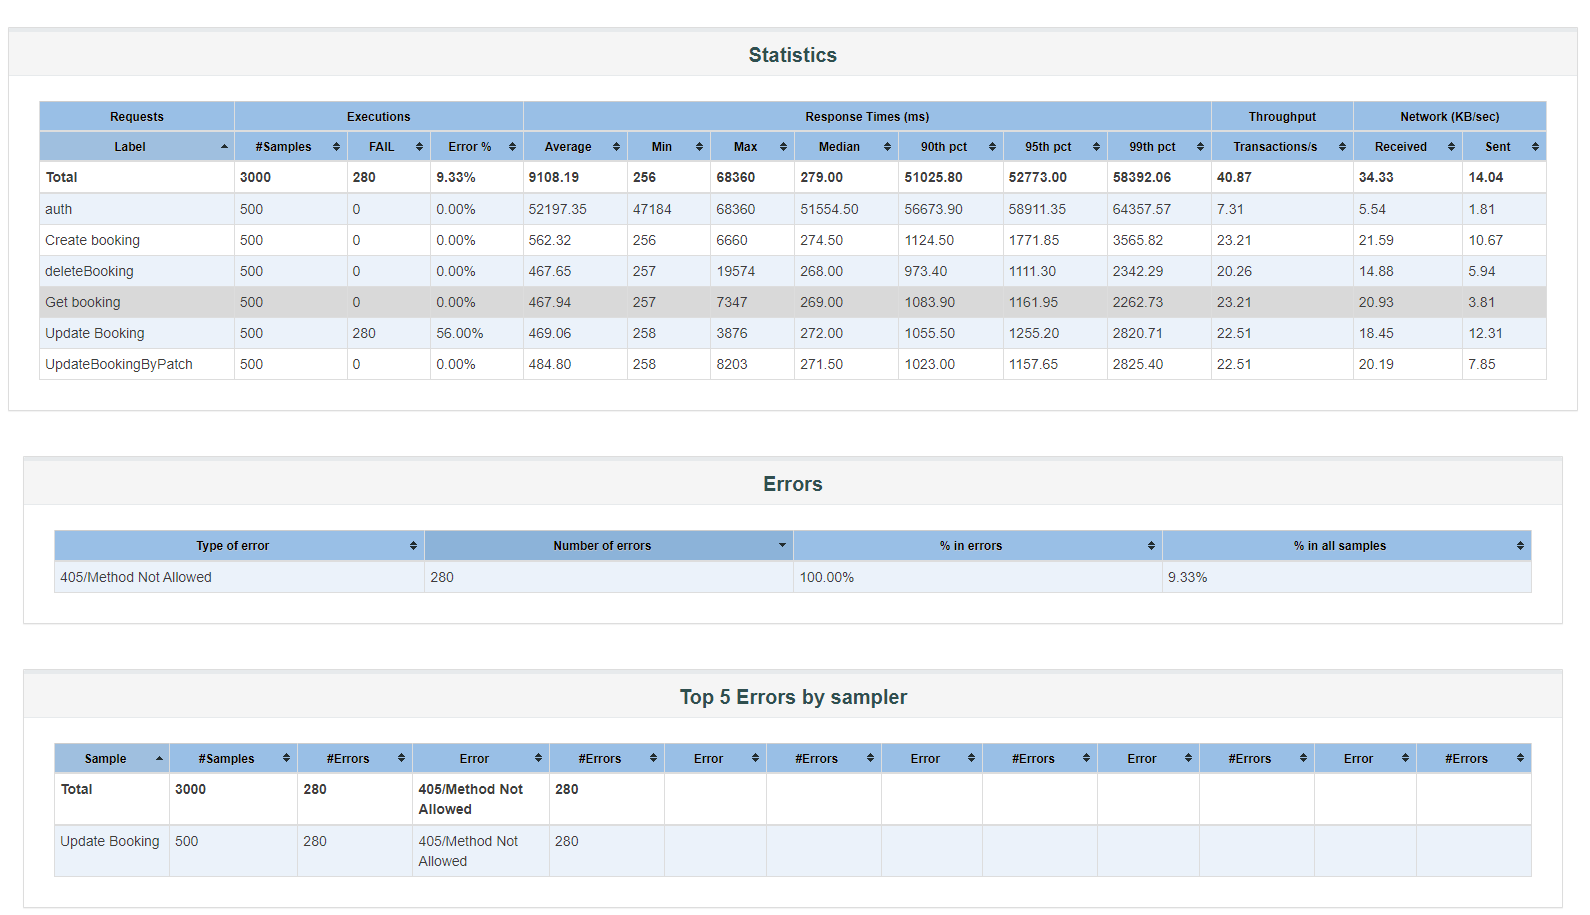 Statistics
Requests Executions Response Times (ms) Throughput Network (KB/sec)
Label #Samples FAIL Error % Average Min Max Median 90th pct 95th pct 99th pct Transactions/s Received Sent
Total 3000 280 9.33% 9108.19 256 68360 279.00 51025.80 52773.00 58392.06 40.87 34.33 14.04
auth 500 0 0.00% 52197.35 47184 68360 51554.50 56673.90 58911.35 64357.57 7.31 5.54 1.81
Create booking 500 0 0.00% 562.32 256 6660 274.50 1124.50 1771.85 3565.82 23.21 21.59 10.67
deleteBooking 500 0 0.00% 467.65 257 19574 268.00 973.40 1111.30 2342.29 20.26 14.88 5.94
Get booking 500 0 0.00% 467.94 257 7347 269.00 1083.90 1161.95 2262.73 23.21 20.93 3.81
Update Booking 500 280 56.00% 469.06 258 3876 272.00 1055.50 1255.20 2820.71 22.51 18.45 12.31
UpdateBookingByPatch 500 0 0.00% 484.80 258 8203 271.50 1023.00 1157.65 2825.40 22.51 20.19 7.85
Errors
Type of error Number of errors % in errors % in all samples
405/Method Not Allowed 280 100.00% 9.33%
Top 5 Errors by sampler
Sample #Samples #Errors Error #Errors Error #Errors Error #Errors Error #Errors Error #Errors
Total 3000 280 405/Method Not Allowed 280
Update Booking 500 280 405/Method Not Allowed 280